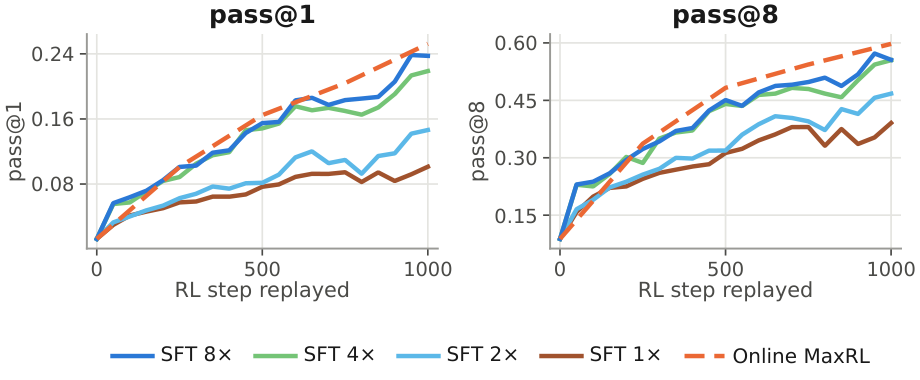 pass@1
pass@1
0.24
0.16
0.08
0
500
1000
RL step replayed
pass@8
pass@8
0.60
0.45
0.30
0.15
0
500
1000
RL step replayed
SFT 8× SFT 4× SFT 2× SFT 1× Online MaxRL